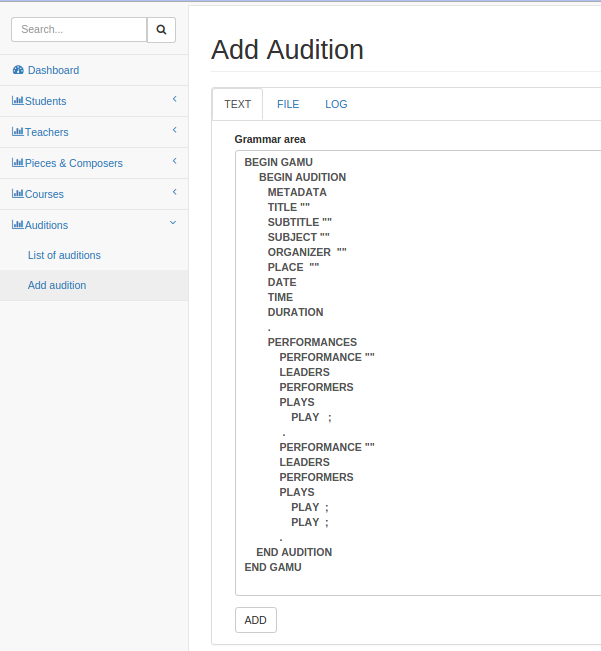 Search...
Dashboard
Students
Teachers
Pieces & Composers
Courses
Auditions
List of auditions
Add audition
Add Audition
TEXT FILE LOG
Grammar area
BEGIN GAMU
BEGIN AUDITION
METADATA
TITLE ""
SUBTITLE ""
SUBJECT ""
ORGANIZER ""
PLACE ""
DATE
TIME
DURATION
.
PERFORMANCES
PERFORMANCE ""
LEADERS
PERFORMERS
PLAYS
PLAY ;
.
PERFORMANCE ""
LEADERS
PERFORMERS
PLAYS
PLAY ;
PLAY ;
.
END AUDITION
END GAMU
ADD